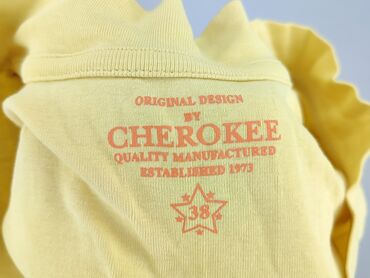 ORIGINAL DESIGN
BY
CHEROKEE
QUALITY MANUFACTURED
ESTABLISHED 1973
38